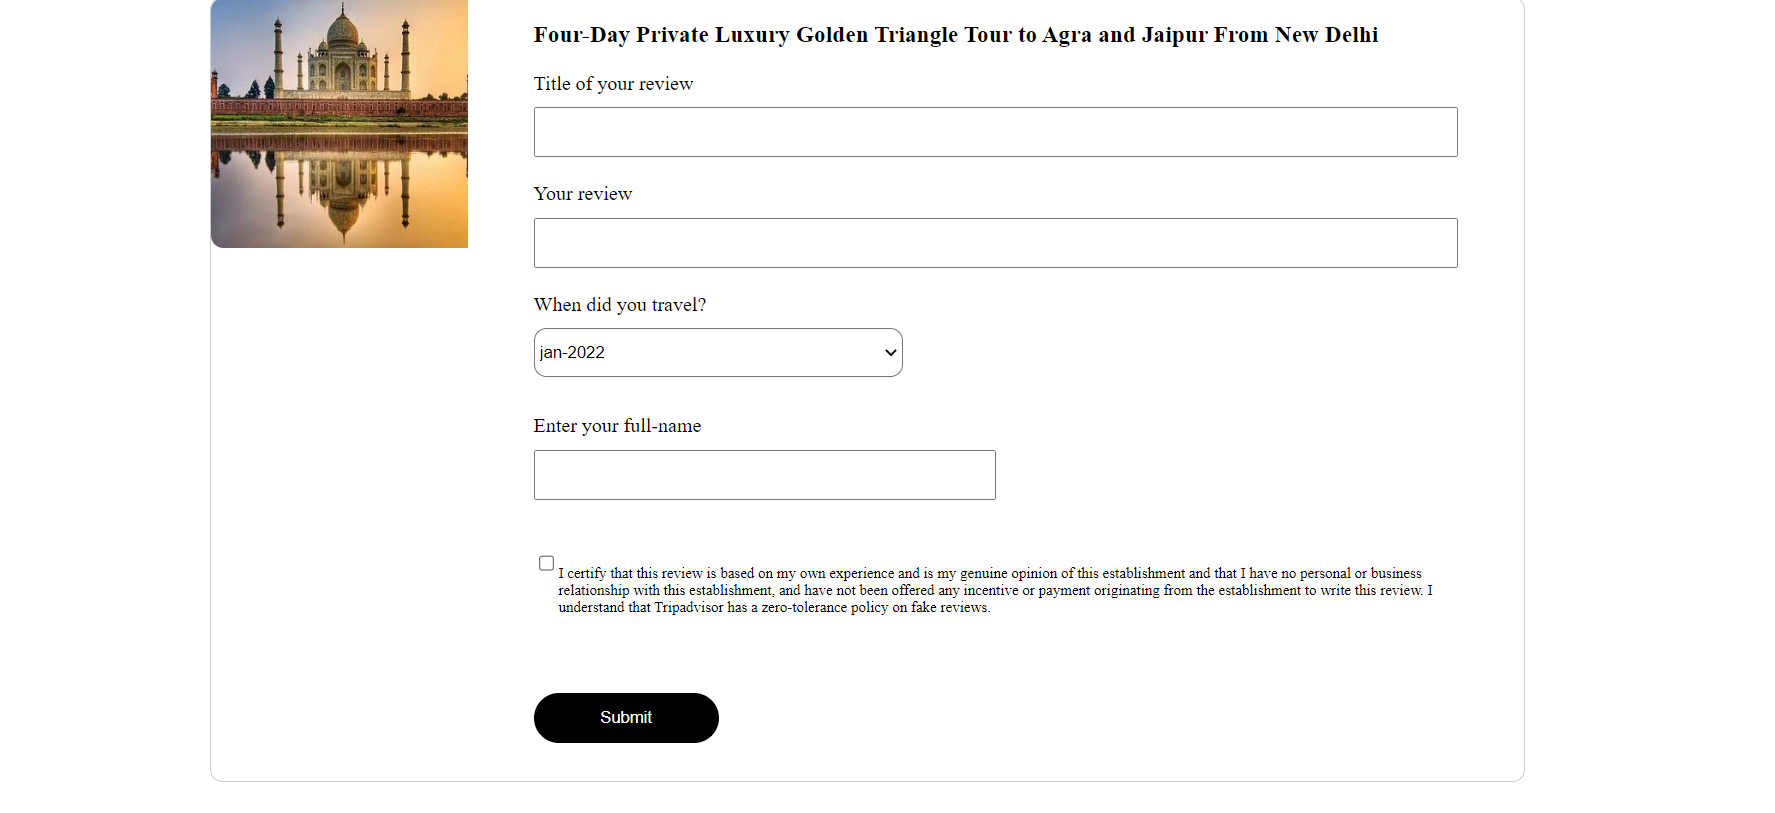 Four-Day Private Luxury Golden Triangle Tour to Agra and Jaipur From New Delhi
Title of your review
Your review
When did you travel?
jan-2022
Enter your full-name
I certify that this review is based on my own experience and is my genuine opinion of this establishment and that I have no personal or business
relationship with this establishment, and have not been offered any incentive or payment originating from the establishment to write this review. I
understand that Tripadvisor has a zero-tolerance policy on fake reviews.
Submit